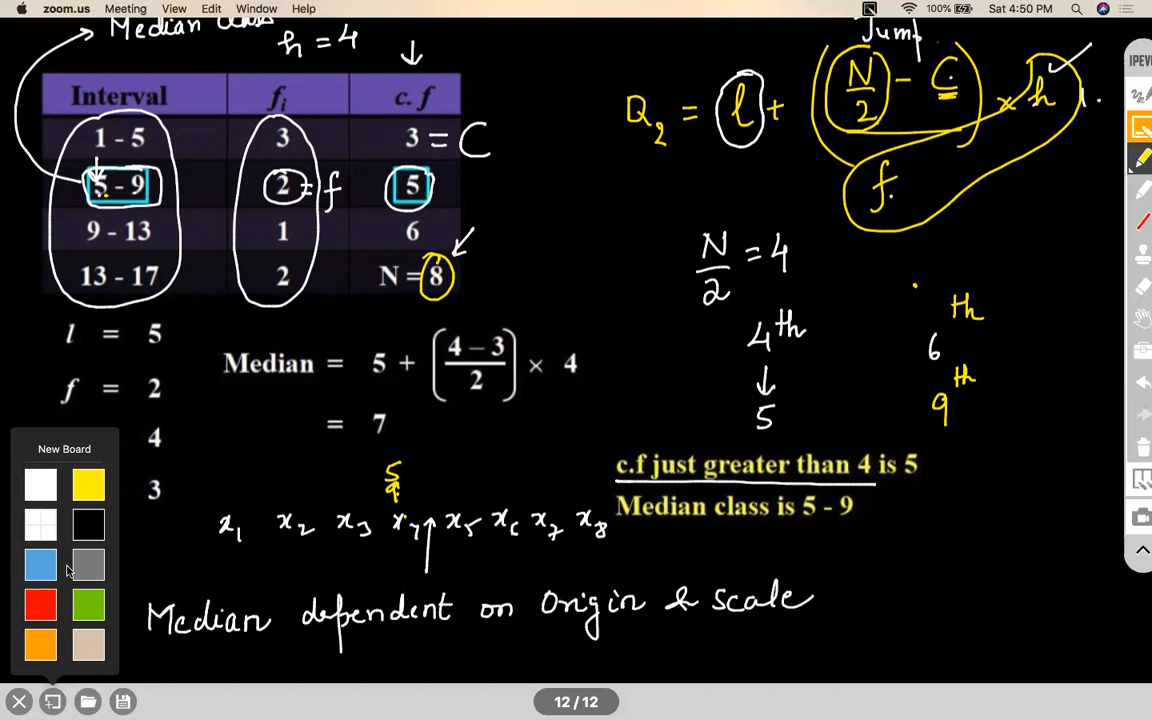 zoom.us Meeting View Edit Window Help 100% Sat 4:50 PM
Median class
h = 4
Jump
Interval fi c.f
1 - 5 3 3 = C
5 - 9 2 = f 5
9 - 13 1 6
13 - 17 2 N = 8
Q2 = l + (N/2 - C) × h
f
N/2 = 4
4th
5
6th
9th
l = 5
f = 2
4
3
Median = 5 + (4 – 3 / 2) × 4
= 7
c.f just greater than 4 is 5
Median class is 5 - 9
5
9
x1 x2 x3 x4 x5 x6 x7 x8
Median dependent on Origin & scale
New Board
12 / 12
IPEV